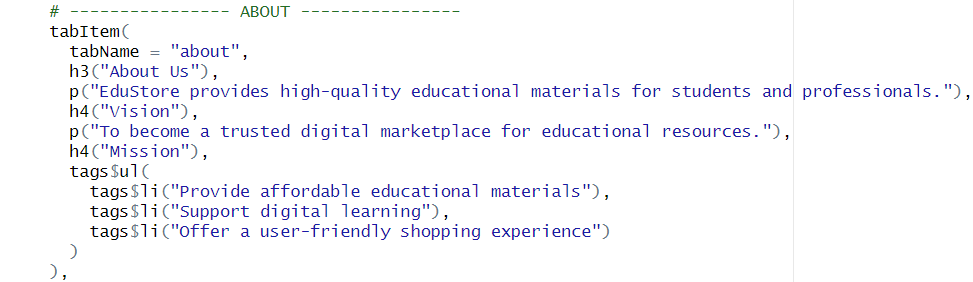 # ---------------- ABOUT ----------------
tabItem(
  tabName = "about",
  h3("About Us"),
  p("EduStore provides high-quality educational materials for students and professionals."),
  h4("Vision"),
  p("To become a trusted digital marketplace for educational resources."),
  h4("Mission"),
  tags$ul(
    tags$li("Provide affordable educational materials"),
    tags$li("Support digital learning"),
    tags$li("Offer a user-friendly shopping experience")
  )
),